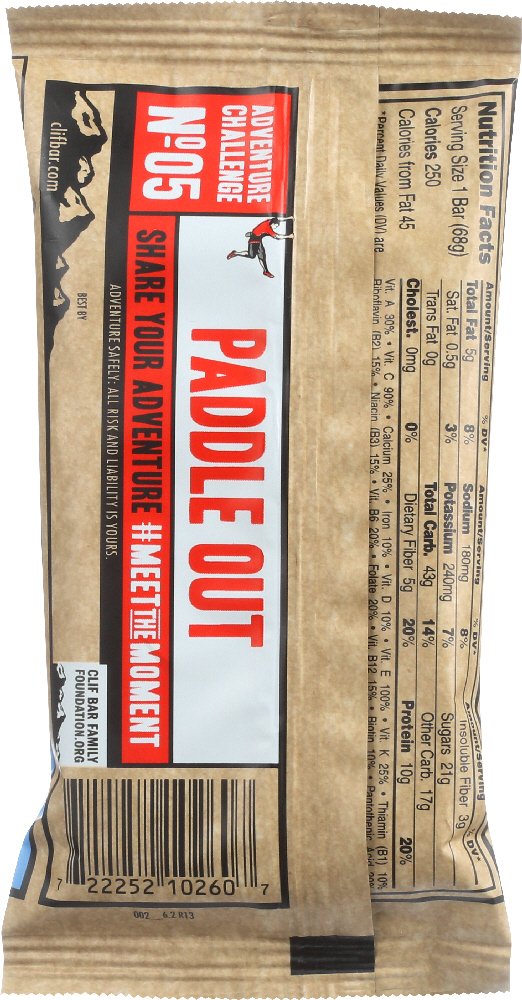 Nutrition Facts
Serving Size 1 Bar (68g)
Calories 250
Calories from Fat 45
*Percent Daily Values (DV) are
Amount/Serving % DV*
Total Fat 5g 8%
Sat. Fat 0.5g 3%
Trans Fat 0g
Cholest. 0mg 0%
Amount/Serving % DV*
Sodium 180mg 8%
Potassium 240mg 7%
Total Carb. 43g 14%
Dietary Fiber 5g 20%
Amount/Serving % DV*
Insoluble Fiber 3g
Sugars 21g
Other Carb. 17g
Protein 10g 20%
Vit. A 30% • Vit. C 90% • Calcium 25% • Iron 10% • Vit. D 10% • Vit. E 100% • Vit. K 25% • Thiamin (B1) 10%
Riboflavin (B2) 15% • Niacin (B3) 15% • Vit. B6 20% • Folate 20% • Vit. B12 15% • Biotin 10% • Pantothenic Acid
ADVENTURE
CHALLENGE
Nº05
PADDLE OUT
SHARE YOUR ADVENTURE #MEETTHEMOMENT
ADVENTURE SAFELY: ALL RISK AND LIABILITY IS YOURS.
BEST BY
clifbar.com
CLIF BAR FAMILY
FOUNDATION.ORG
7 22252 10260 7
002__6.2 R13